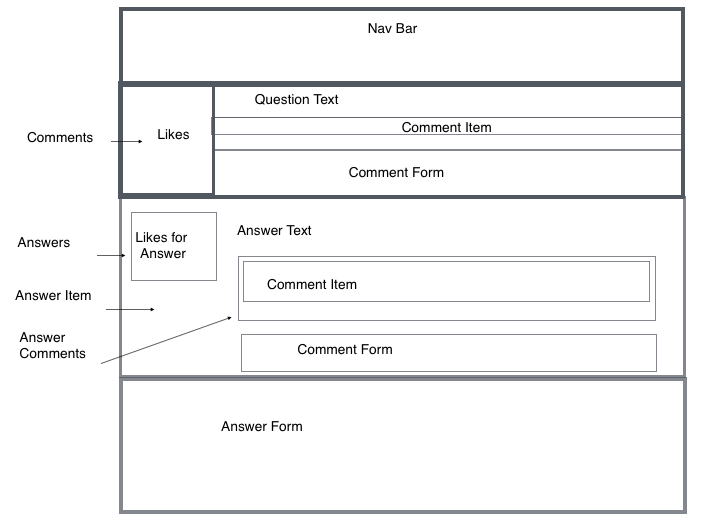 Nav Bar
Question Text
Comment Item
Comments
Likes
Comment Form
Answers
Likes for
Answer
Answer Text
Answer Item
Comment Item
Answer
Comments
Comment Form
Answer Form